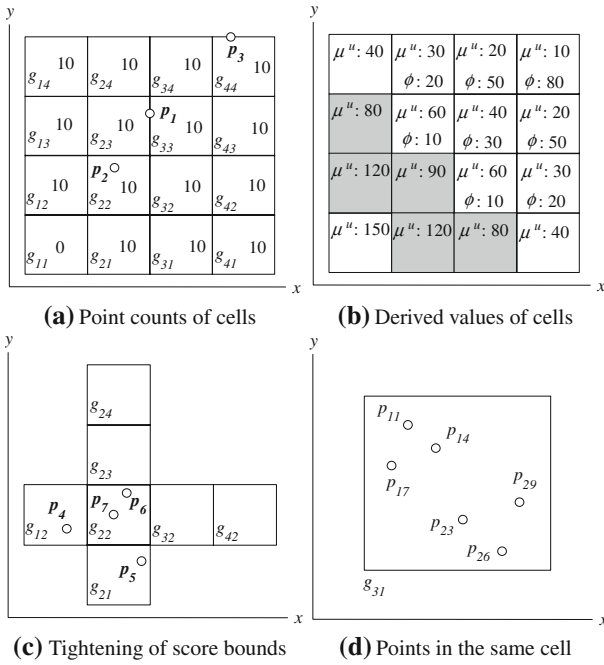 y
y
p3
10 10 10 10
g14 g24 g34 g44
p1
10 10 10 10
g13 g23 g33 g43
p2
10 10 10 10
g12 g22 g32 g42
0 10 10 10
g11 g21 g31 g41
x
(a) Point counts of cells
μu: 40 μu: 30 μu: 20 μu: 10
ϕ: 20 ϕ: 50 ϕ: 80
μu: 80 μu: 60 μu: 40 μu: 20
ϕ: 10 ϕ: 30 ϕ: 50
μu: 120 μu: 90 μu: 60 μu: 30
ϕ: 10 ϕ: 20
μu: 150 μu: 120 μu: 80 μu: 40
x
(b) Derived values of cells
y
g24
g23
p4 p7 p6
g12 g22 g32 g42
p5
g21
x
(c) Tightening of score bounds
y
p11
p14
p17
p29
p23
p26
g31
x
(d) Points in the same cell